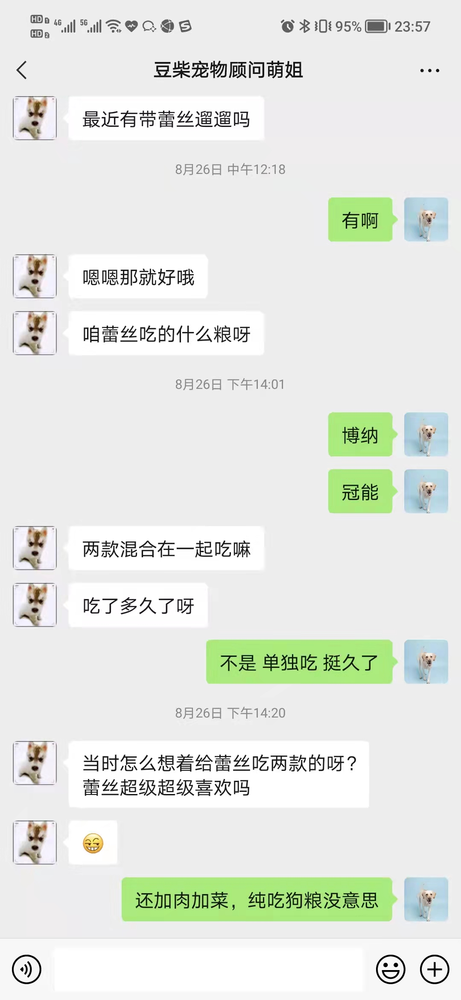 HD 1 4G 5G 95% 23:57
HD 2
豆柴宠物顾问萌姐
最近有带蕾丝遛遛吗
8月26日 中午12:18
有啊
嗯嗯那就好哦
咱蕾丝吃的什么粮呀
8月26日 下午14:01
博纳
冠能
两款混合在一起吃嘛
吃了多久了呀
不是 单独吃 挺久了
8月26日 下午14:20
当时怎么想着给蕾丝吃两款的呀?
蕾丝超级超级喜欢吗
还加肉加菜，纯吃狗粮没意思